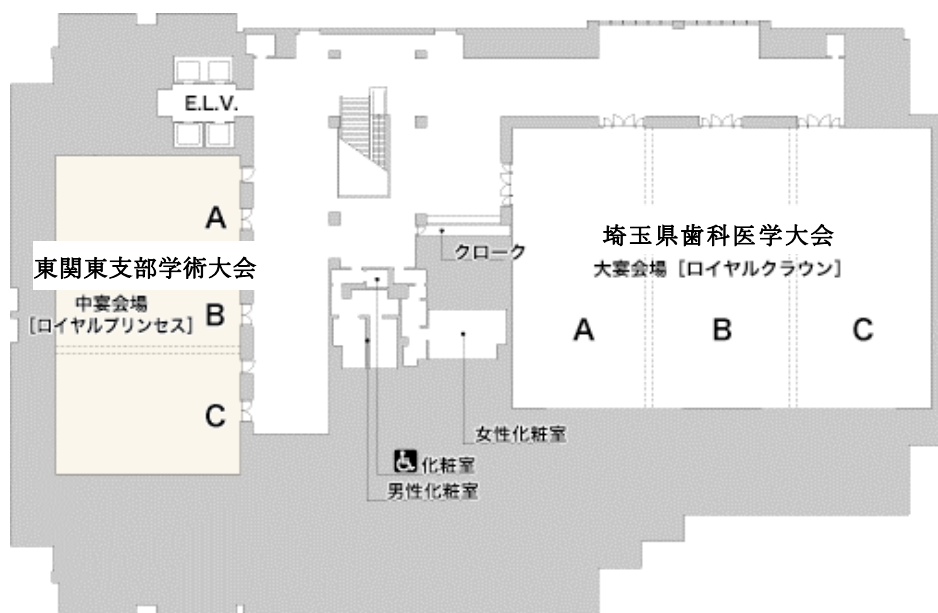 E.L.V.
A
東関東支部学術大会
中宴会場
[ロイヤルプリンセス]
B
C
クローク
埼玉県歯科医学大会
大宴会場［ロイヤルクラウン］
A
B
C
女性化粧室
化粧室
男性化粧室